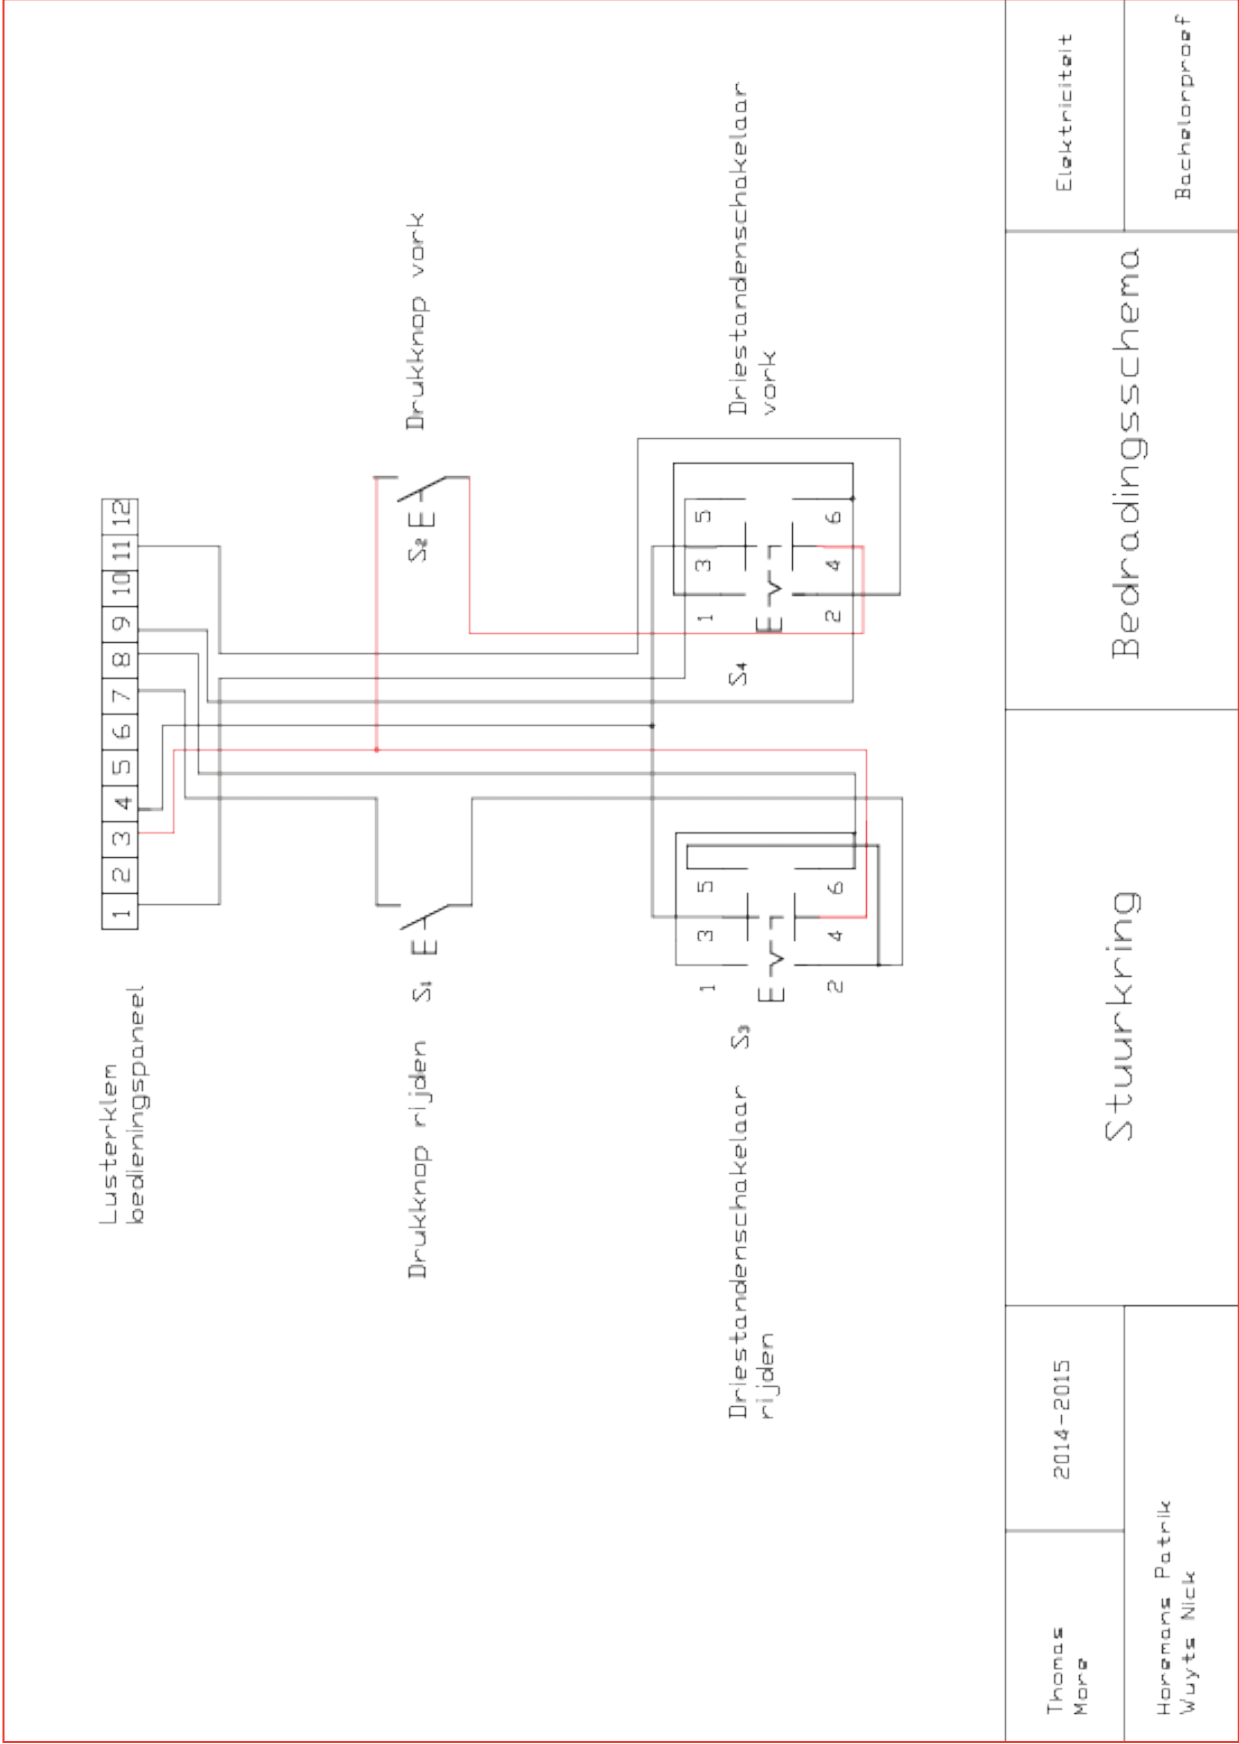 Lusterklem
bedieningspaneel
1 2 3 4 5 6 7 8 9 10 11 12
Drukknop rijden S1
S2 Drukknop vork
Driestandenschakelaar
rijden
S3
1 3 5
2 4 6
S4
1 3 5
2 4 6
Driestandenschakelaar
vork
Thomas
More
2014-2015
Horemans Patrik
Wuyts Nick
Stuurkring
Bedradingsschema
Elektriciteit
Bachelorproef